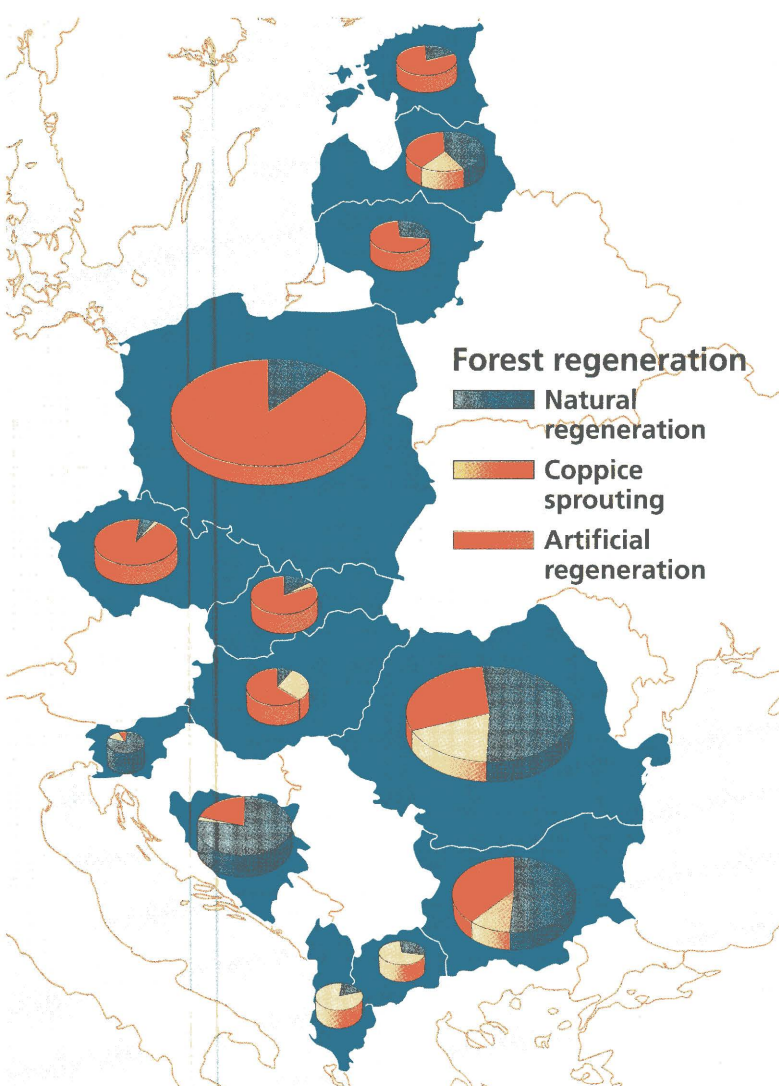 Forest regeneration
Natural
regeneration
Coppice
sprouting
Artificial
regeneration